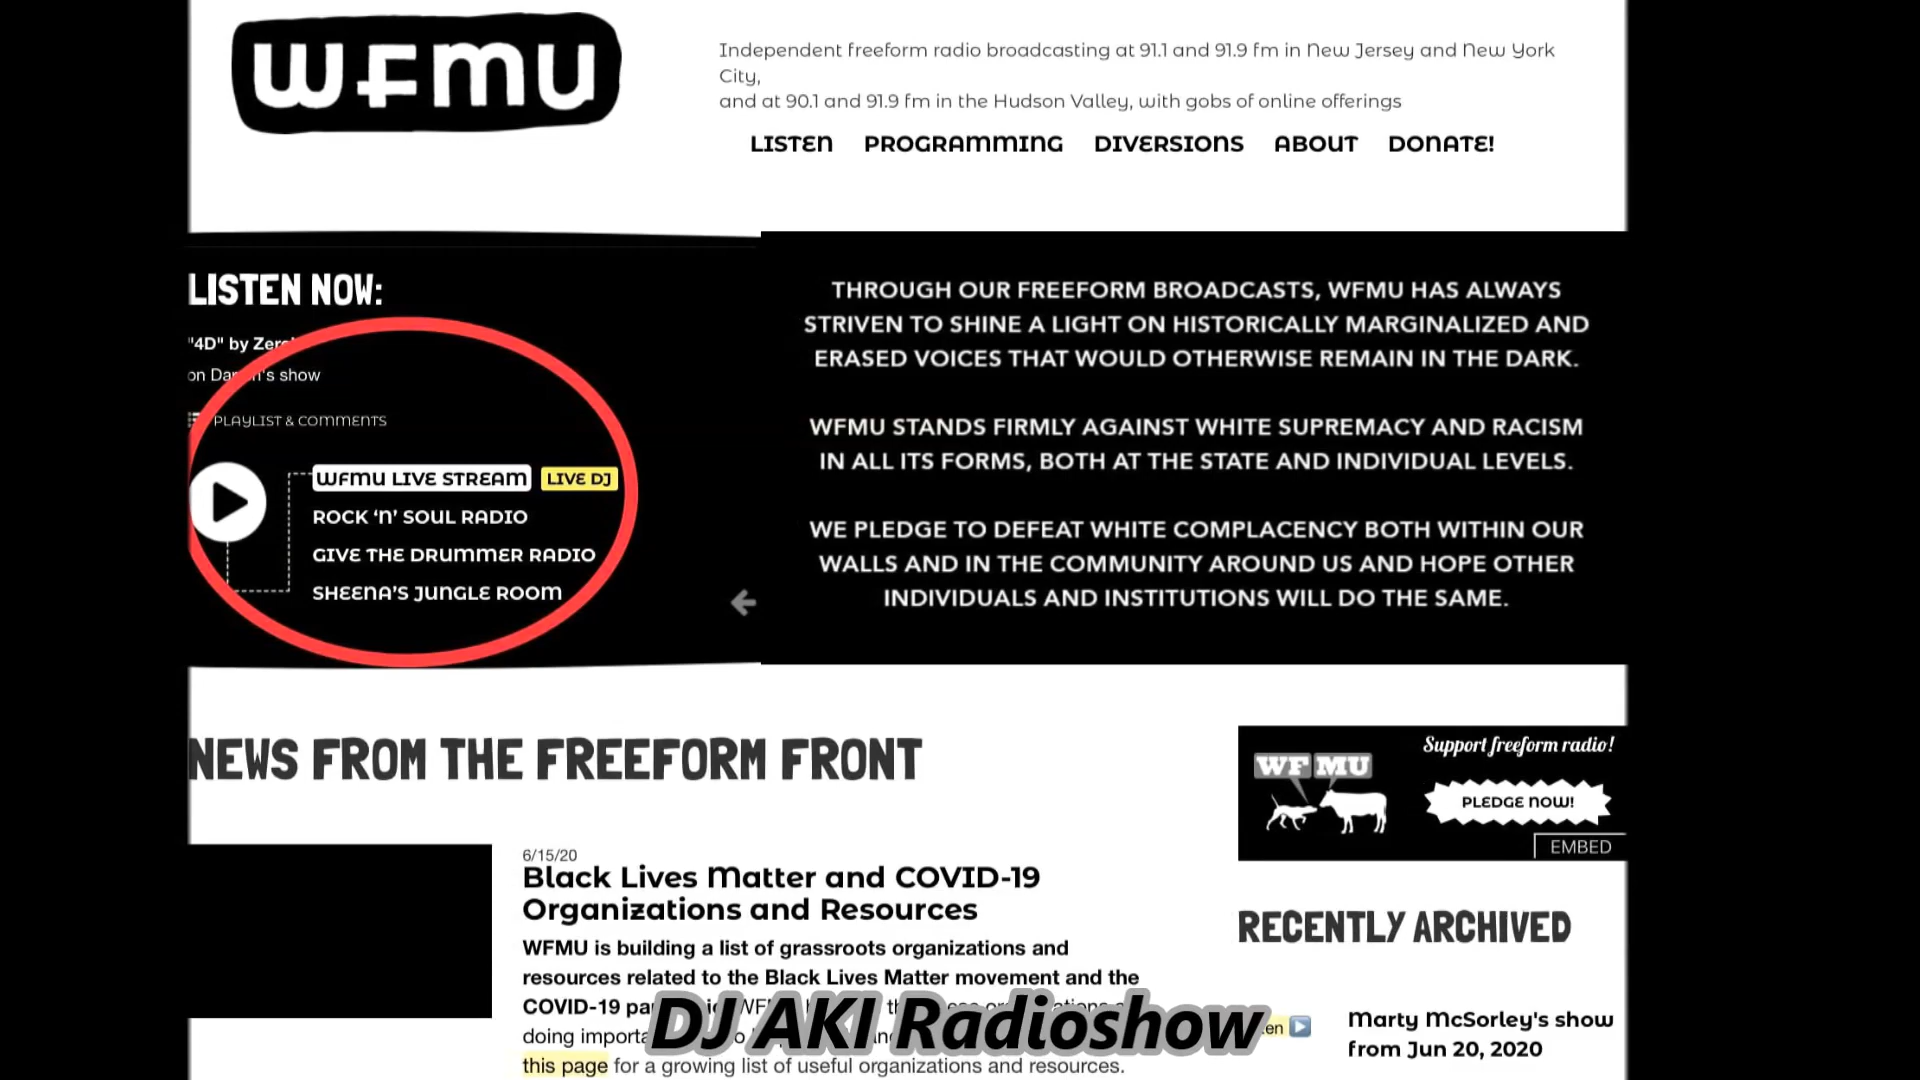 WFMU
Independent freeform radio broadcasting at 91.1 and 91.9 fm in New Jersey and New York
City,
and at 90.1 and 91.9 fm in the Hudson Valley, with gobs of online offerings
LISTEN PROGRAMMING DIVERSIONS ABOUT DONATE!
LISTEN NOW:
"4D" by
on show
PLAYLIST & COMMENTS
WFMU LIVE STREAM LIVE DJ
ROCK ‘N’ SOUL RADIO
GIVE THE DRUMMER RADIO
SHEENA'S JUNGLE ROOM
THROUGH OUR FREEFORM BROADCASTS, WFMU HAS ALWAYS
STRIVEN TO SHINE A LIGHT ON HISTORICALLY MARGINALIZED AND
ERASED VOICES THAT WOULD OTHERWISE REMAIN IN THE DARK.
WFMU STANDS FIRMLY AGAINST WHITE SUPREMACY AND RACISM
IN ALL ITS FORMS, BOTH AT THE STATE AND INDIVIDUAL LEVELS.
WE PLEDGE TO DEFEAT WHITE COMPLACENCY BOTH WITHIN OUR
WALLS AND IN THE COMMUNITY AROUND US AND HOPE OTHER
INDIVIDUALS AND INSTITUTIONS WILL DO THE SAME.
NEWS FROM THE FREEFORM FRONT
6/15/20
Black Lives Matter and COVID-19
Organizations and Resources
WFMU is building a list of grassroots organizations and
resources related to the Black Lives Matter movement and the
COVID-19
doing
this page for a growing list of useful organizations and resources.
WF MU
Support freeform radio!
PLEDGE NOW!
EMBED
RECENTLY ARCHIVED
Marty McSorley's show
from Jun 20, 2020
DJ AKI Radioshow